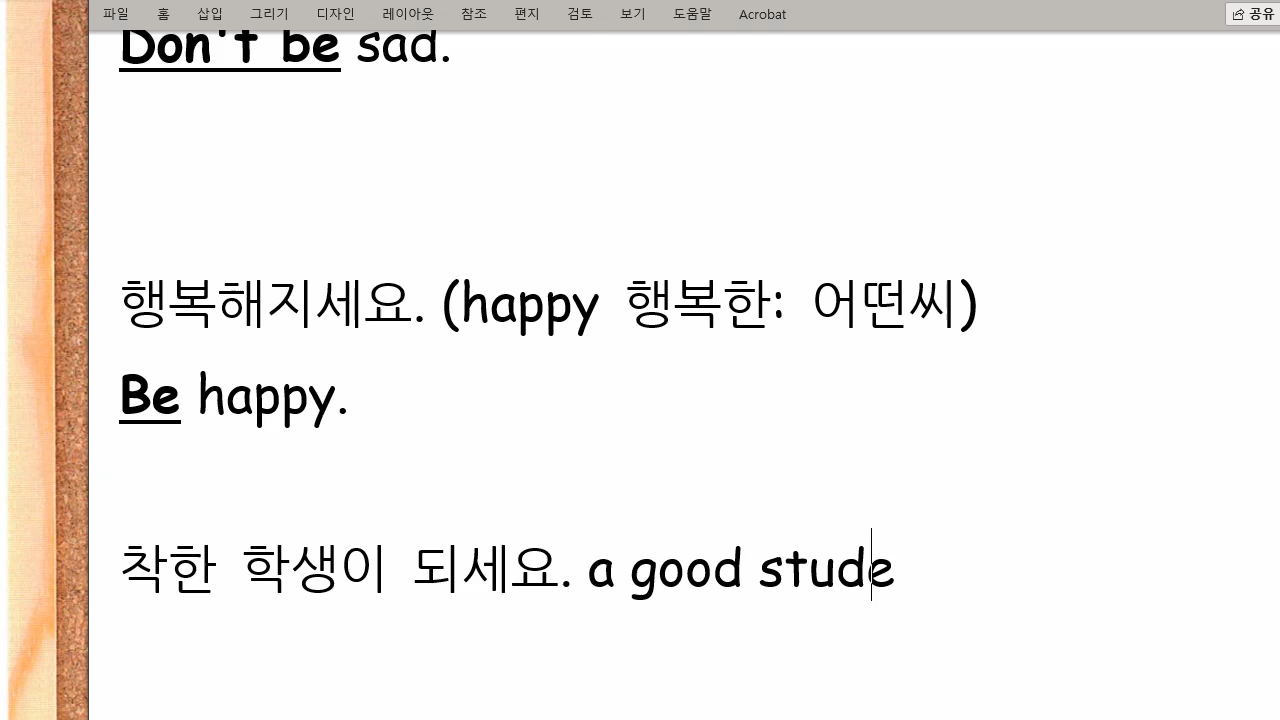 파일 홈 삽입 그리기 디자인 레이아웃 참조 편지 검토 보기 도움말 Acrobat 공유
Don't be sad.
행복해지세요. (happy 행복한: 어떤씨)
Be happy.
착한 학생이 되세요. a good stude